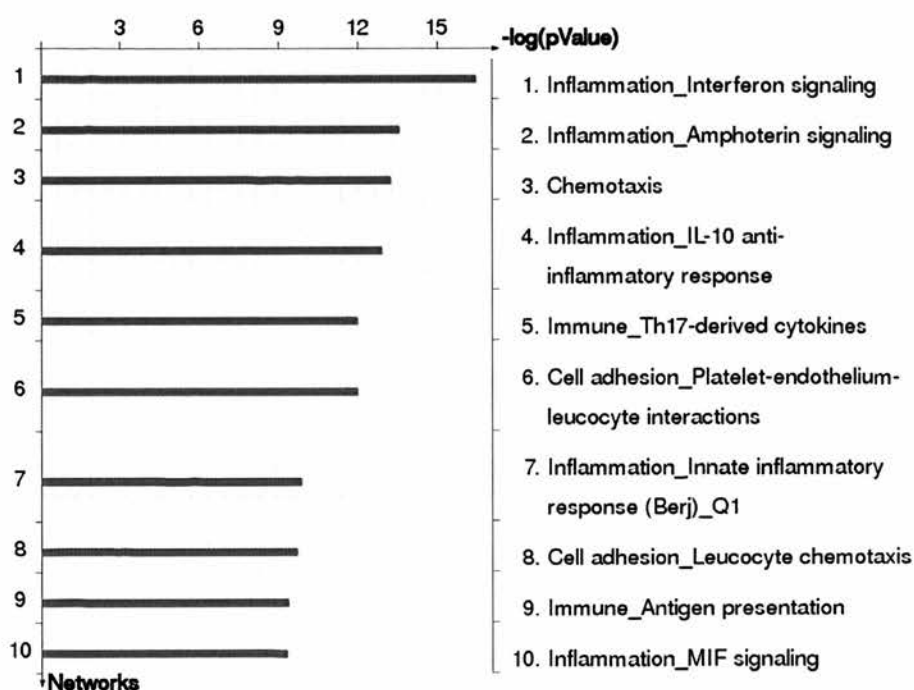 3 6 9 12 15
-log(pValue)
1
2
3
4
5
6
7
8
9
10
Networks
1. Inflammation_Interferon signaling
2. Inflammation_Amphoterin signaling
3. Chemotaxis
4. Inflammation_IL-10 anti-
inflammatory response
5. Immune_Th17-derived cytokines
6. Cell adhesion_Platelet-endothelium-
leucocyte interactions
7. Inflammation_Innate inflammatory
response (Berj)_Q1
8. Cell adhesion_Leucocyte chemotaxis
9. Immune_Antigen presentation
10. Inflammation_MIF signaling